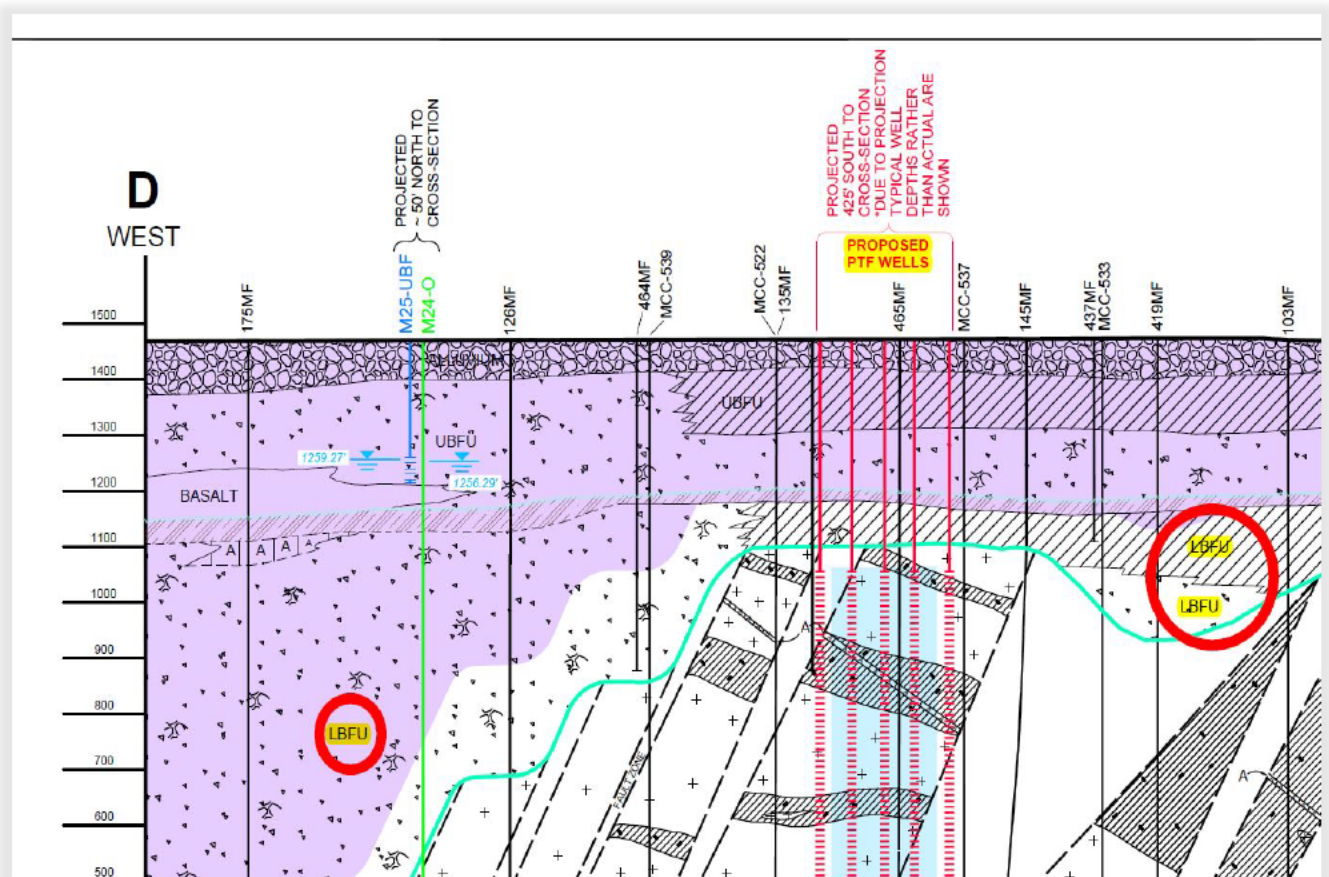 D
WEST
PROJECTED
~ 50' NORTH TO
CROSS-SECTION
PROJECTED
425' SOUTH TO
CROSS-SECTION
*DUE TO PROJECTION
TYPICAL WELL
DEPTHS RATHER
THAN ACTUAL ARE
SHOWN
PROPOSED
PTF WELLS
175MF
M25-UBF
M24-O
126MF
464MF
MCC-539
MCC-522
135MF
465MF
MCC-537
145MF
437MF
MCC-533
419MF
103MF
1500
1400
1300
1200
1100
1000
900
800
700
600
500
ALLUVIUM
UBFU
UBFU
1259.27'
1256.29'
BASALT
A
A
A
LBFU
LBFU
LBFU
A
FAULT ZONE
A